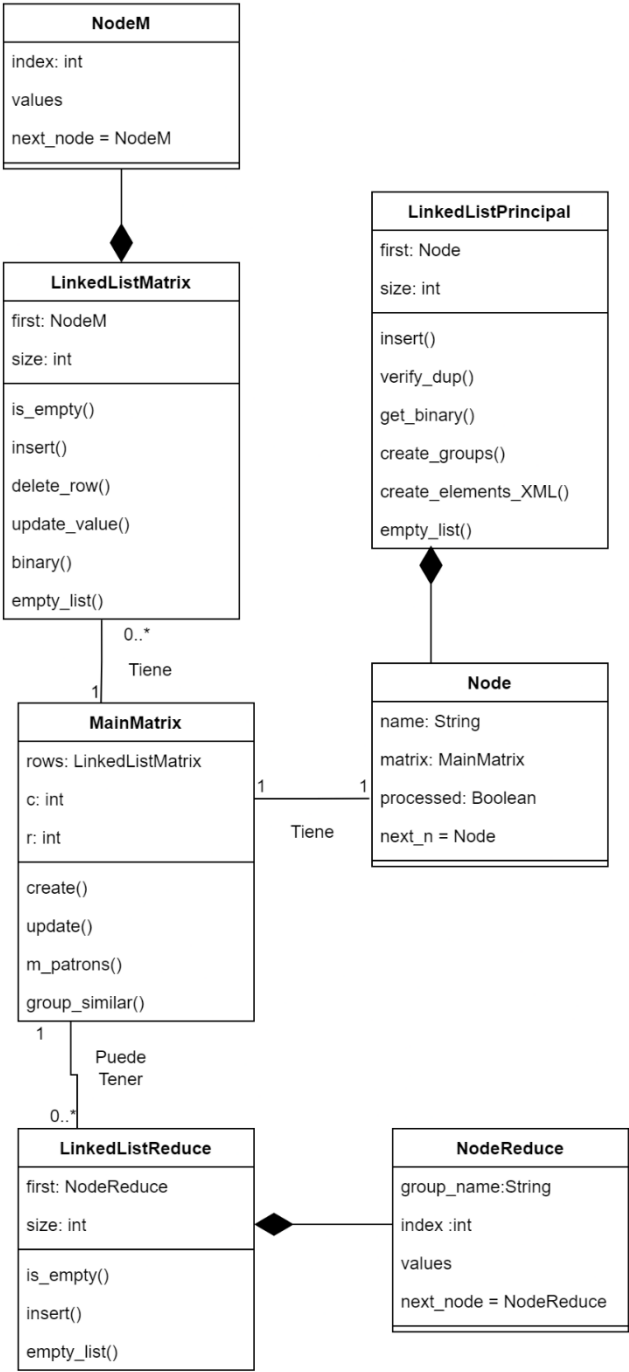 NodeM
index: int
values
next_node = NodeM
LinkedListMatrix
first: NodeM
size: int
is_empty()
insert()
delete_row()
update_value()
binary()
empty_list()
LinkedListPrincipal
first: Node
size: int
insert()
verify_dup()
get_binary()
create_groups()
create_elements_XML()
empty_list()
0..*
Tiene
1
MainMatrix
rows: LinkedListMatrix
c: int
r: int
create()
update()
m_patrons()
group_similar()
1
1
Tiene
Node
name: String
matrix: MainMatrix
processed: Boolean
next_n = Node
1
Puede
Tener
0..*
LinkedListReduce
first: NodeReduce
size: int
is_empty()
insert()
empty_list()
NodeReduce
group_name:String
index :int
values
next_node = NodeReduce